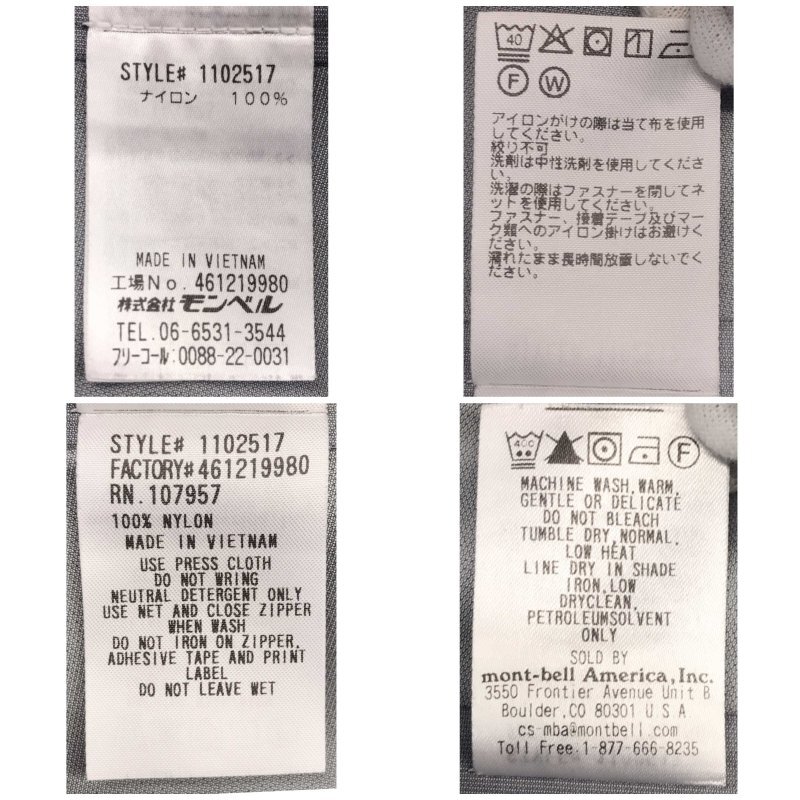 STYLE# 1102517
ナイロン 100%
MADE IN VIETNAM
工場No. 461219980
株式会社 モンベル
TEL.06-6531-3544
フリーコール:0088-22-0031
40
F W
アイロンがけの際は当て布を使用
してください。
絞り不可
洗剤は中性洗剤を使用してくださ
い。
洗濯の際はファスナーを閉してネ
ットを使用してください。
ファスナー、接着テープ及びマー
ク類へのアイロン掛けはお避けく
ださい。
濡れたまま長時間放置しないでく
ださい。
STYLE# 1102517
FACTORY# 461219980
RN. 107957
100% NYLON
MADE IN VIETNAM
USE PRESS CLOTH
DO NOT WRING
NEUTRAL DETERGENT ONLY
USE NET AND CLOSE ZIPPER
WHEN WASH
DO NOT IRON ON ZIPPER,
ADHESIVE TAPE AND PRINT
LABEL
DO NOT LEAVE WET
F
MACHINE WASH,WARM,
GENTLE OR DELICATE
DO NOT BLEACH
TUMBLE DRY,NORMAL,
LOW HEAT
LINE DRY IN SHADE
IRON,LOW
DRYCLEAN,
PETROLEUMSOLVENT
ONLY
SOLD BY
mont-bell America, Inc.
3550 Frontier Avenue Unit B
Boulder,CO 80301 U.S.A.
cs-mba@montbell.com
Toll Free.1-877-666-8235